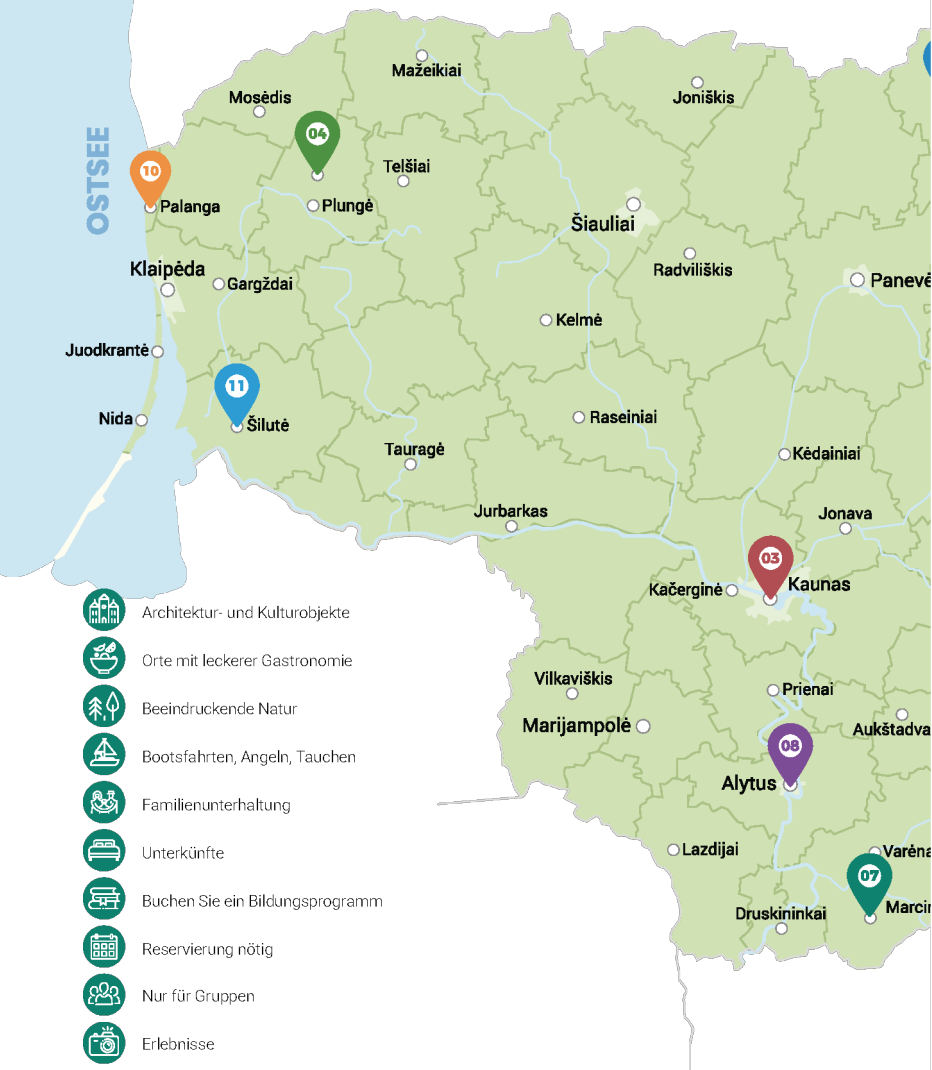 Mažeikiai
Mosėdis
Joniškis
04
OSTSEE
Telšiai
10
Palanga
Plungė
Šiauliai
Klaipėda
Radviliškis
Gargždai
Panevė
Kelmė
Juodkrantė
11
Nida
Šilutė
Raseiniai
Tauragė
Kėdainiai
Jurbarkas
Jonava
03
Kačerginė
Kaunas
Vilkaviškis
Prienai
Marijampolė
Aukštadva
08
Alytus
Lazdijai
Varėna
07
Druskininkai
Marcin
Architektur- und Kulturobjekte
Orte mit leckerer Gastronomie
Beeindruckende Natur
Bootsfahrten, Angeln, Tauchen
Familienunterhaltung
Unterkünfte
Buchen Sie ein Bildungsprogramm
Reservierung nötig
Nur für Gruppen
Erlebnisse